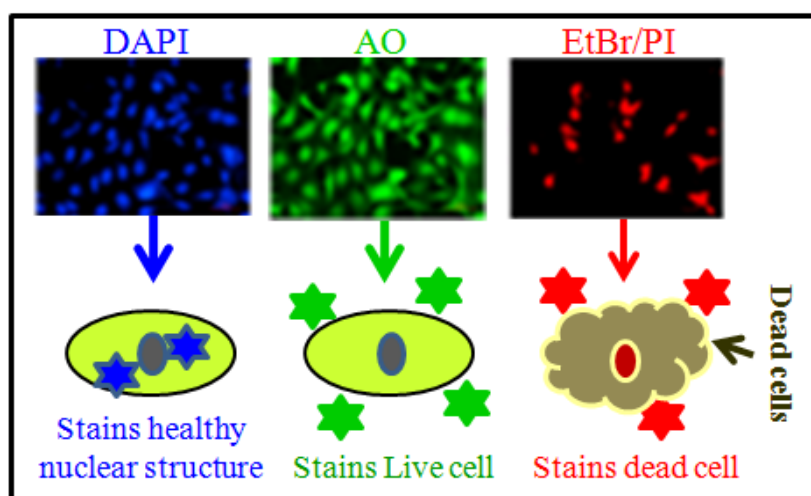 DAPI
AO
EtBr/PI
Dead cells
Stains healthy
nuclear structure
Stains Live cell
Stains dead cell